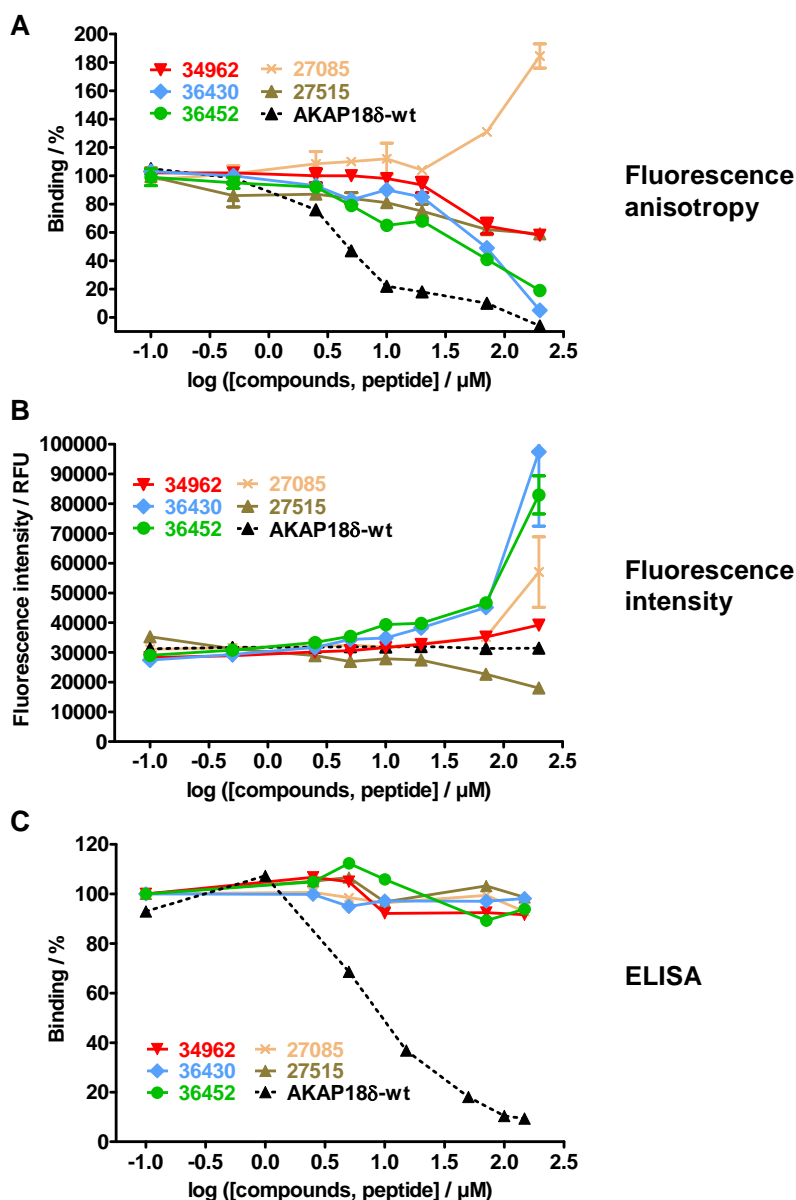 A
Binding / %
200
180
160
140
120
100
80
60
40
20
0
34962 27085
36430 27515
36452 AKAP18δ-wt
-1.0 -0.5 0.0 0.5 1.0 1.5 2.0 2.5
log ([compounds, peptide] / µM)
Fluorescence
anisotropy
B
Fluorescence intensity / RFU
100000
90000
80000
70000
60000
50000
40000
30000
20000
10000
0
34962 27085
36430 27515
36452 AKAP18δ-wt
-1.0 -0.5 0.0 0.5 1.0 1.5 2.0 2.5
log ([compounds, peptide] / µM)
Fluorescence
intensity
C
Binding / %
120
100
80
60
40
20
0
34962 27085
36430 27515
36452 AKAP18δ-wt
-1.0 -0.5 0.0 0.5 1.0 1.5 2.0 2.5
log ([compounds, peptide] / µM)
ELISA